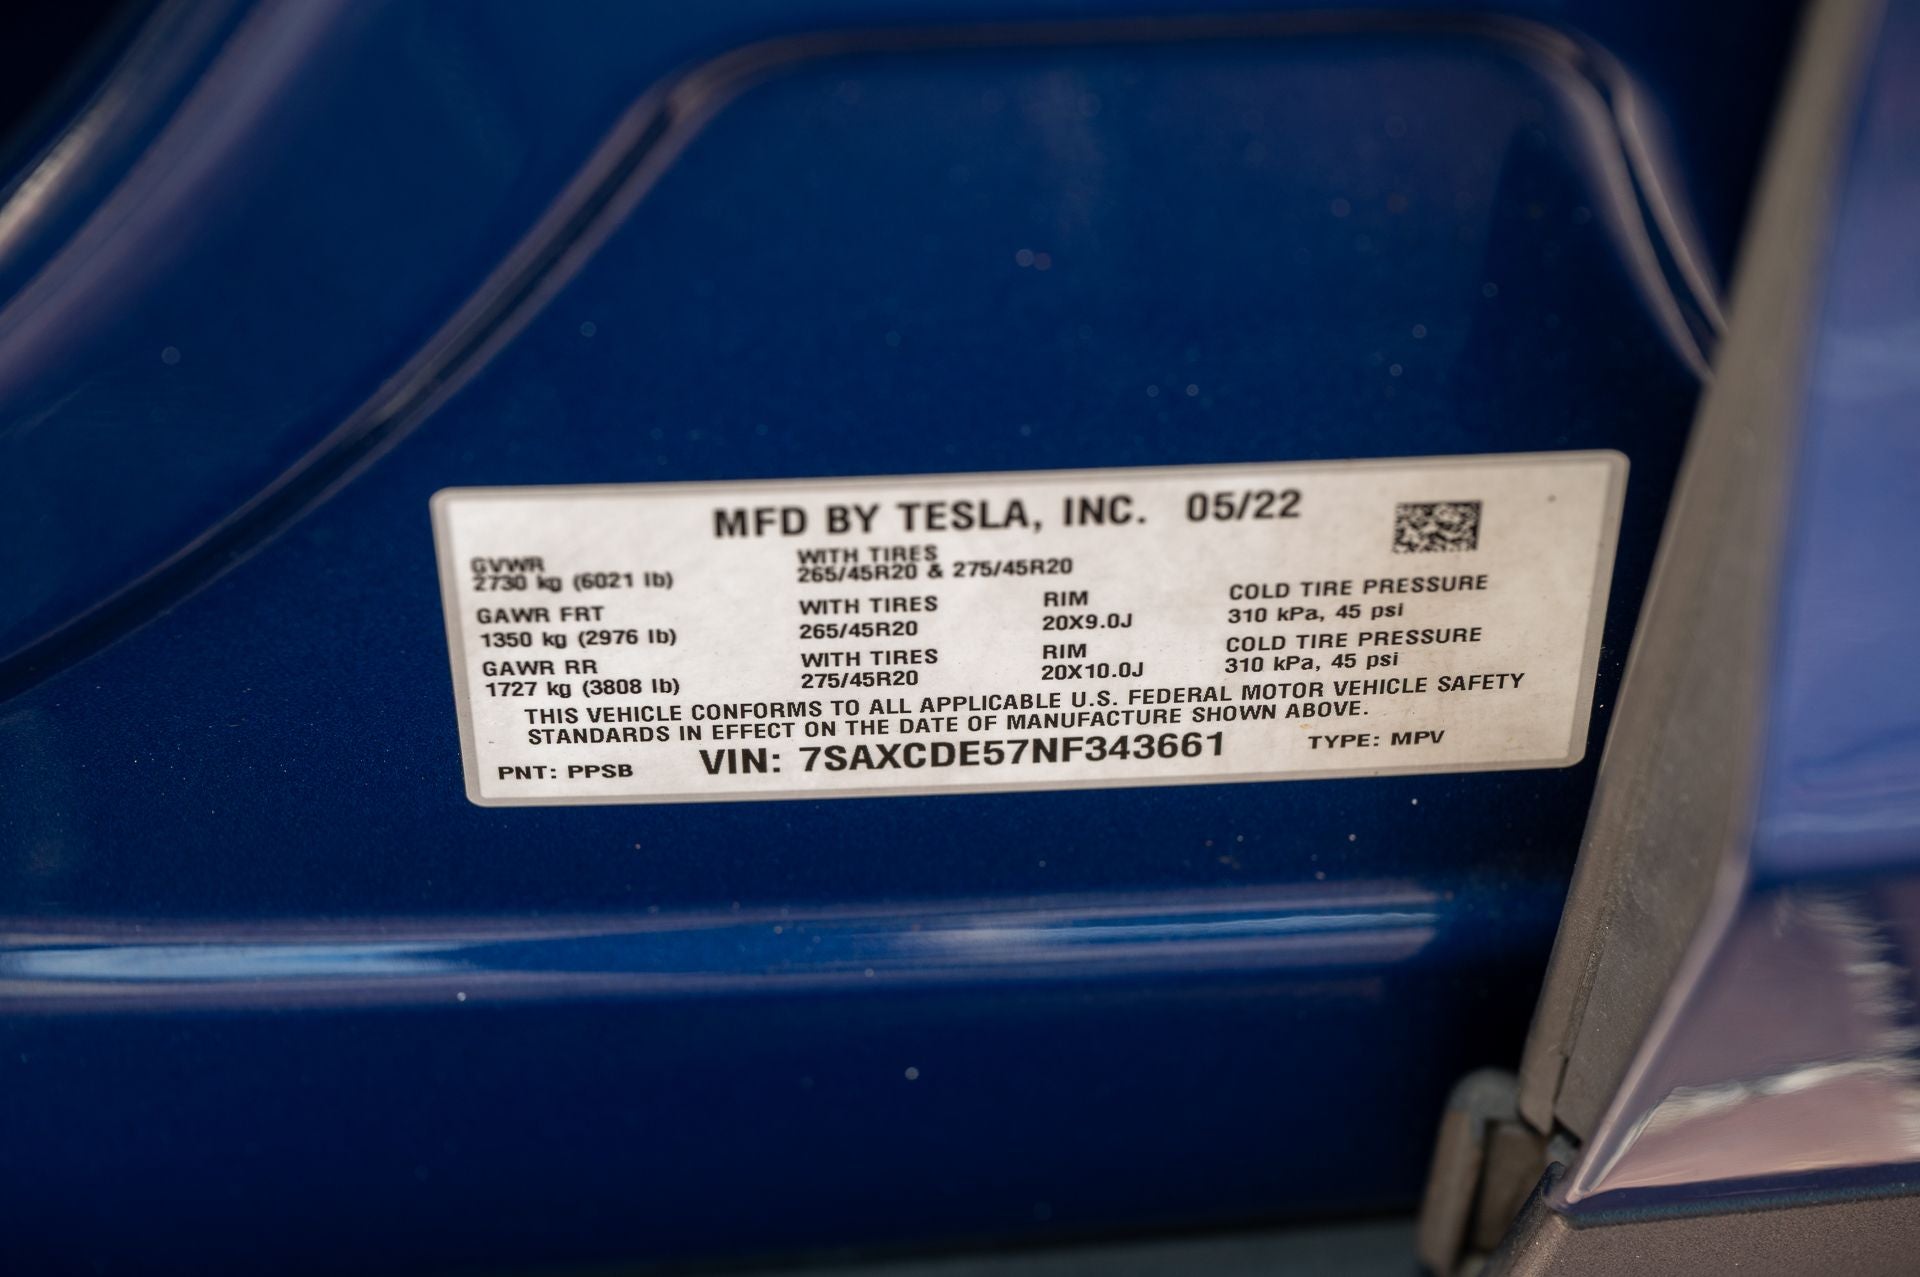 MFD BY TESLA, INC. 05/22
GVWR WITH TIRES
2730 kg (6021 lb) 265/45R20 & 275/45R20
GAWR FRT WITH TIRES RIM COLD TIRE PRESSURE
1350 kg (2976 lb) 265/45R20 20X9.0J 310 kPa, 45 psi
GAWR RR WITH TIRES RIM COLD TIRE PRESSURE
1727 kg (3808 lb) 275/45R20 20X10.0J 310 kPa, 45 psi
THIS VEHICLE CONFORMS TO ALL APPLICABLE U.S. FEDERAL MOTOR VEHICLE SAFETY
STANDARDS IN EFFECT ON THE DATE OF MANUFACTURE SHOWN ABOVE.
PNT: PPSB VIN: 7SAXCDE57NF343661 TYPE: MPV